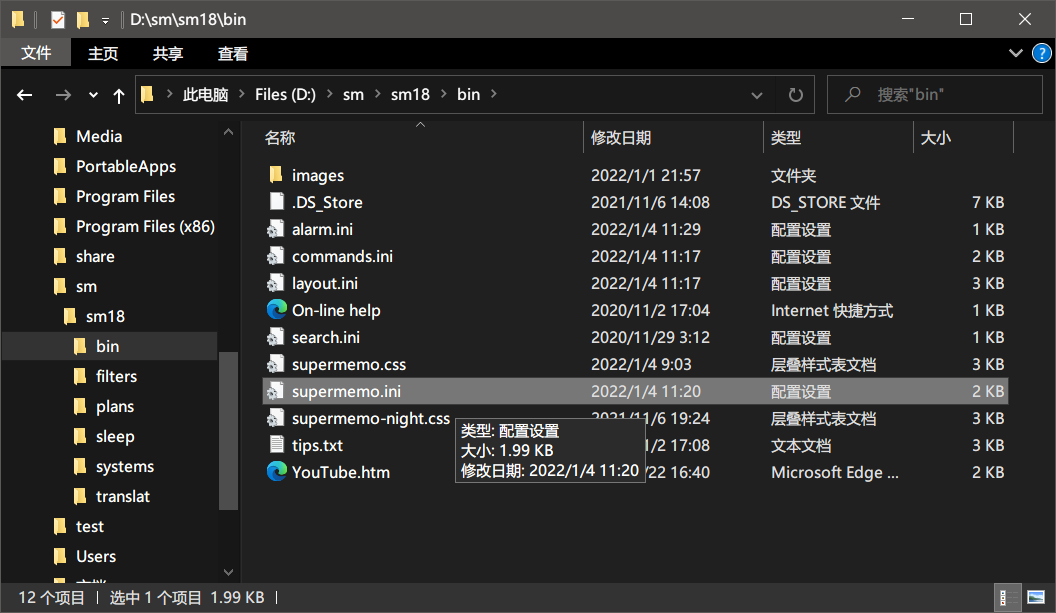 D:\sm\sm18\bin
文件 主页 共享 查看
此电脑 Files (D:) sm sm18 bin 搜索"bin"
Media
PortableApps
Program Files
Program Files (x86)
share
sm
sm18
bin
filters
plans
sleep
systems
translat
test
Users
名称 修改日期 类型 大小
images 2022/1/1 21:57 文件夹
.DS_Store 2021/11/6 14:08 DS_STORE 文件 7 KB
alarm.ini 2022/1/4 11:29 配置设置 1 KB
commands.ini 2022/1/4 11:17 配置设置 2 KB
layout.ini 2022/1/4 11:17 配置设置 3 KB
On-line help 2020/11/2 17:04 Internet 快捷方式 1 KB
search.ini 2020/11/29 3:12 配置设置 1 KB
supermemo.css 2022/1/4 9:03 层叠样式表文档 3 KB
supermemo.ini 2022/1/4 11:20 配置设置 2 KB
supermemo-night.css 2021/11/6 19:24 层叠样式表文档 3 KB
tips.txt 1/2 17:08 文本文档 3 KB
YouTube.htm /22 16:40 Microsoft Edge ... 2 KB
类型: 配置设置
大小: 1.99 KB
修改日期: 2022/1/4 11:20
12 个项目 选中 1 个项目 1.99 KB